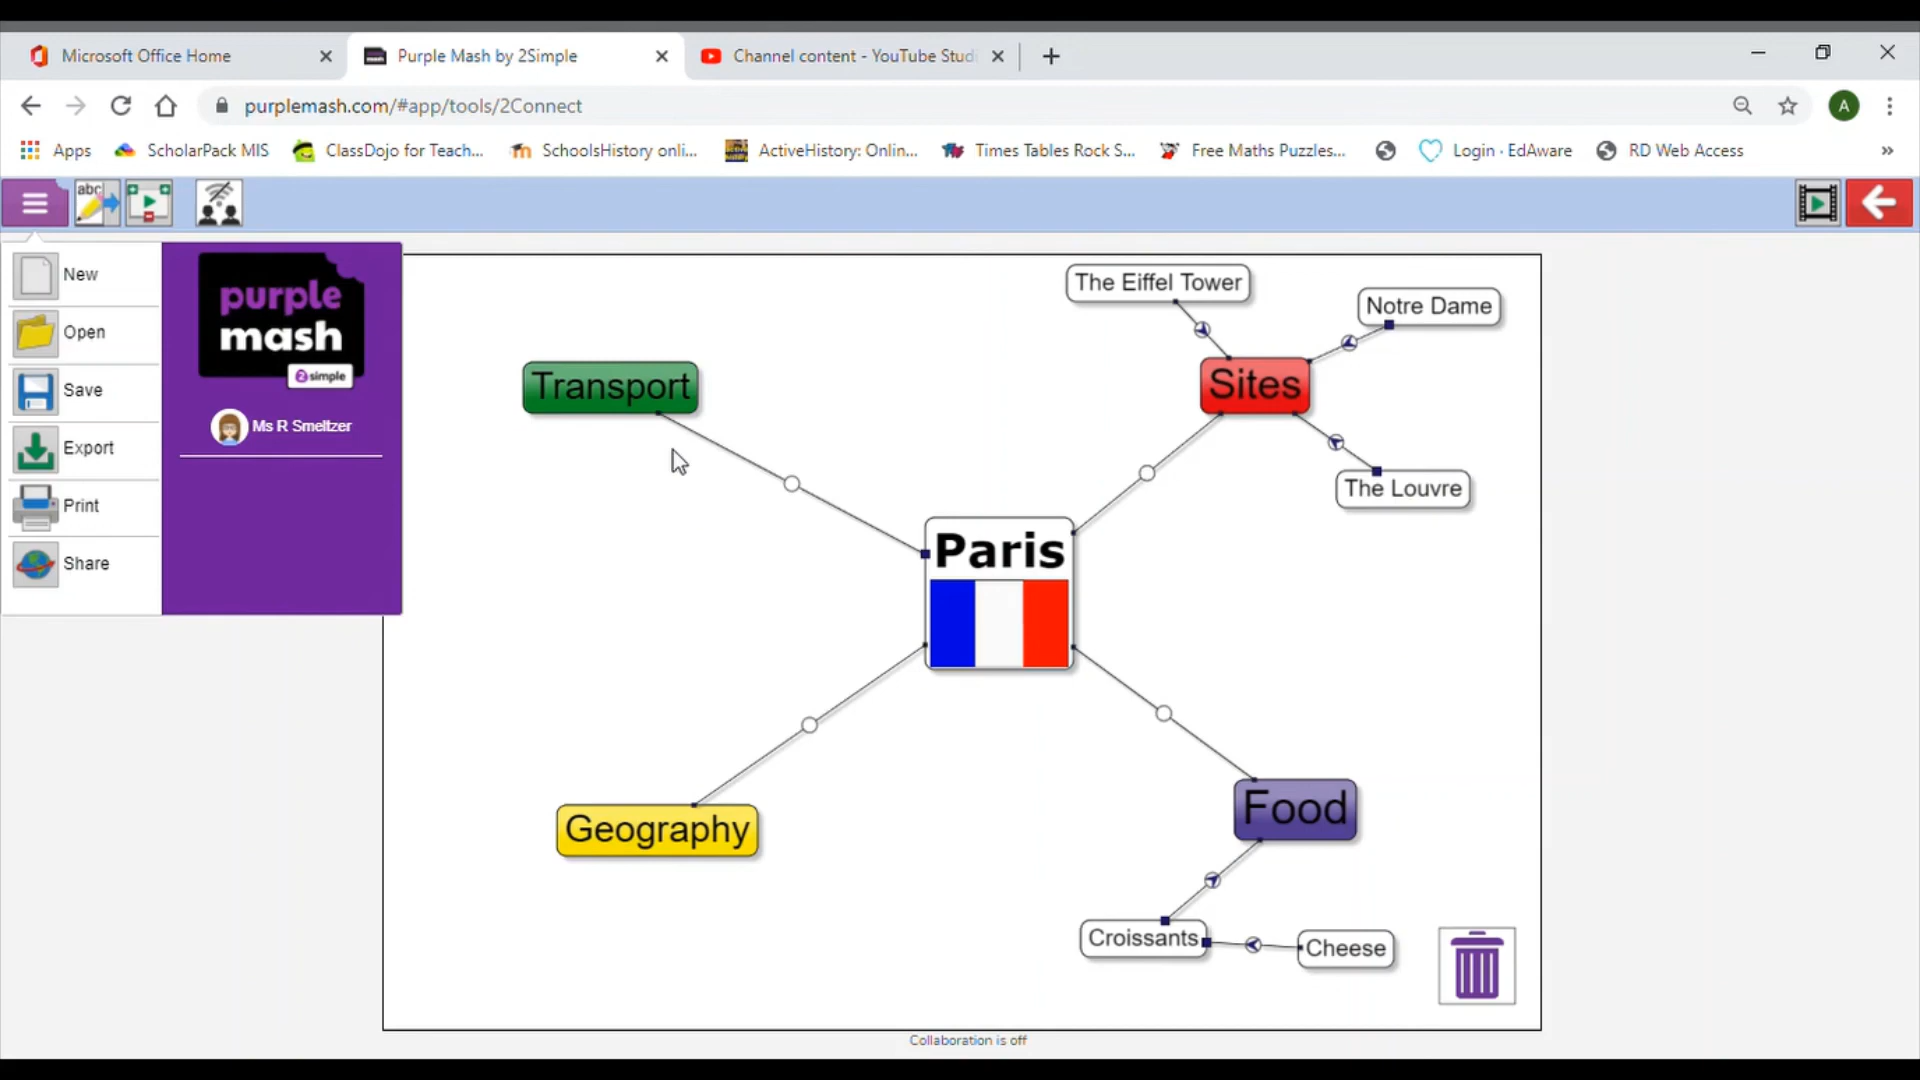 Microsoft Office Home
Purple Mash by 2Simple
Channel content - YouTube Stud
purplemash.com/#app/tools/2Connect
A
Apps
ScholarPack MIS
ClassDojo for Teach...
SchoolsHistory onli...
ActiveHistory: Onlin...
Times Tables Rock S...
Free Maths Puzzles...
Login · EdAware
RD Web Access
»
abc
New
Open
Save
Export
Print
Share
purple
mash
2 simple
Ms R Smeltzer
The Eiffel Tower
Notre Dame
Transport
Sites
The Louvre
Paris
Geography
Food
Croissants
Cheese
Collaboration is off